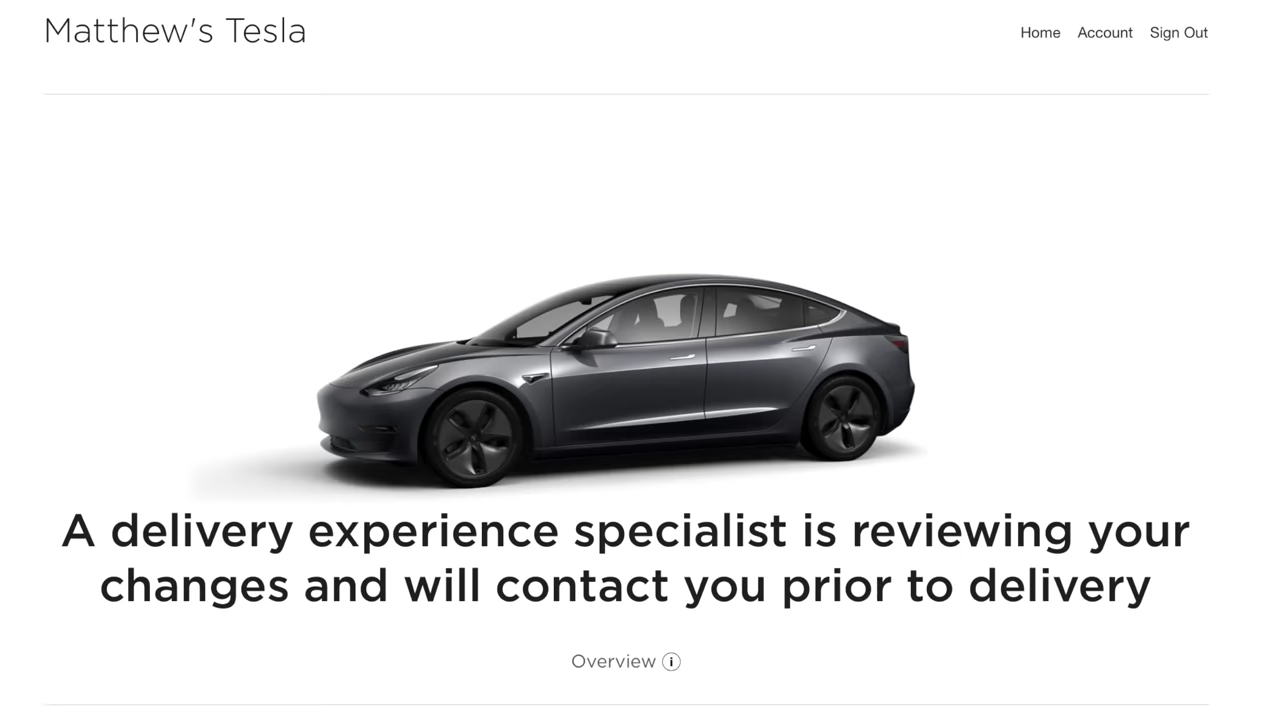 Matthew's Tesla
Home Account Sign Out
A delivery experience specialist is reviewing your
changes and will contact you prior to delivery
Overview i